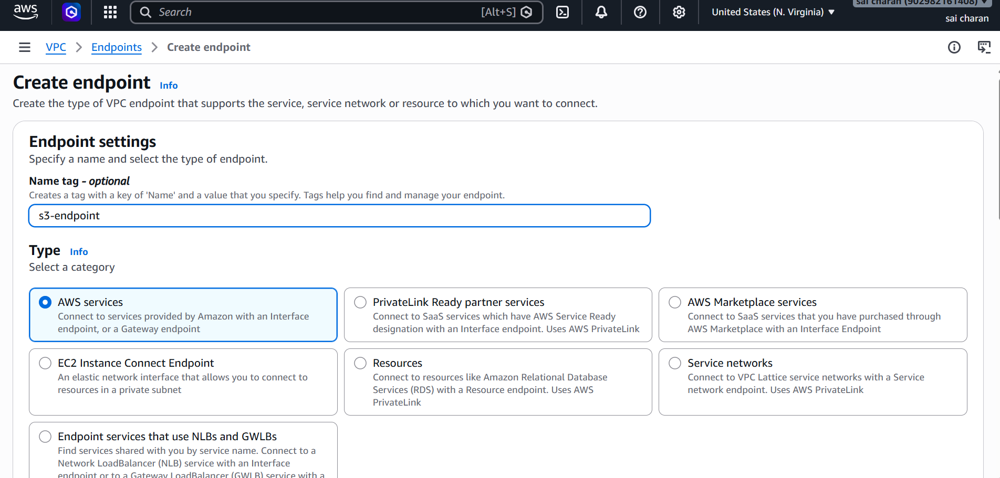 aws
Search
[Alt+S]
United States (N. Virginia)
sai charan (902982161408)
sai charan
VPC
Endpoints
Create endpoint
Create endpoint Info
Create the type of VPC endpoint that supports the service, service network or resource to which you want to connect.
Endpoint settings
Specify a name and select the type of endpoint.
Name tag - optional
Creates a tag with a key of 'Name' and a value that you specify. Tags help you find and manage your endpoint.
s3-endpoint
Type Info
Select a category
AWS services
Connect to services provided by Amazon with an Interface
endpoint, or a Gateway endpoint
PrivateLink Ready partner services
Connect to SaaS services which have AWS Service Ready
designation with an Interface endpoint. Uses AWS PrivateLink
AWS Marketplace services
Connect to SaaS services that you have purchased through
AWS Marketplace with an Interface Endpoint
EC2 Instance Connect Endpoint
An elastic network interface that allows you to connect to
resources in a private subnet
Resources
Connect to resources like Amazon Relational Database
Services (RDS) with a Resource endpoint. Uses AWS
PrivateLink
Service networks
Connect to VPC Lattice service networks with a Service
network endpoint. Uses AWS PrivateLink
Endpoint services that use NLBs and GWLBs
Find services shared with you by service name. Connect to a
Network LoadBalancer (NLB) service with an Interface
endpoint or to a Gateway LoadBalancer (GWLB) service with a